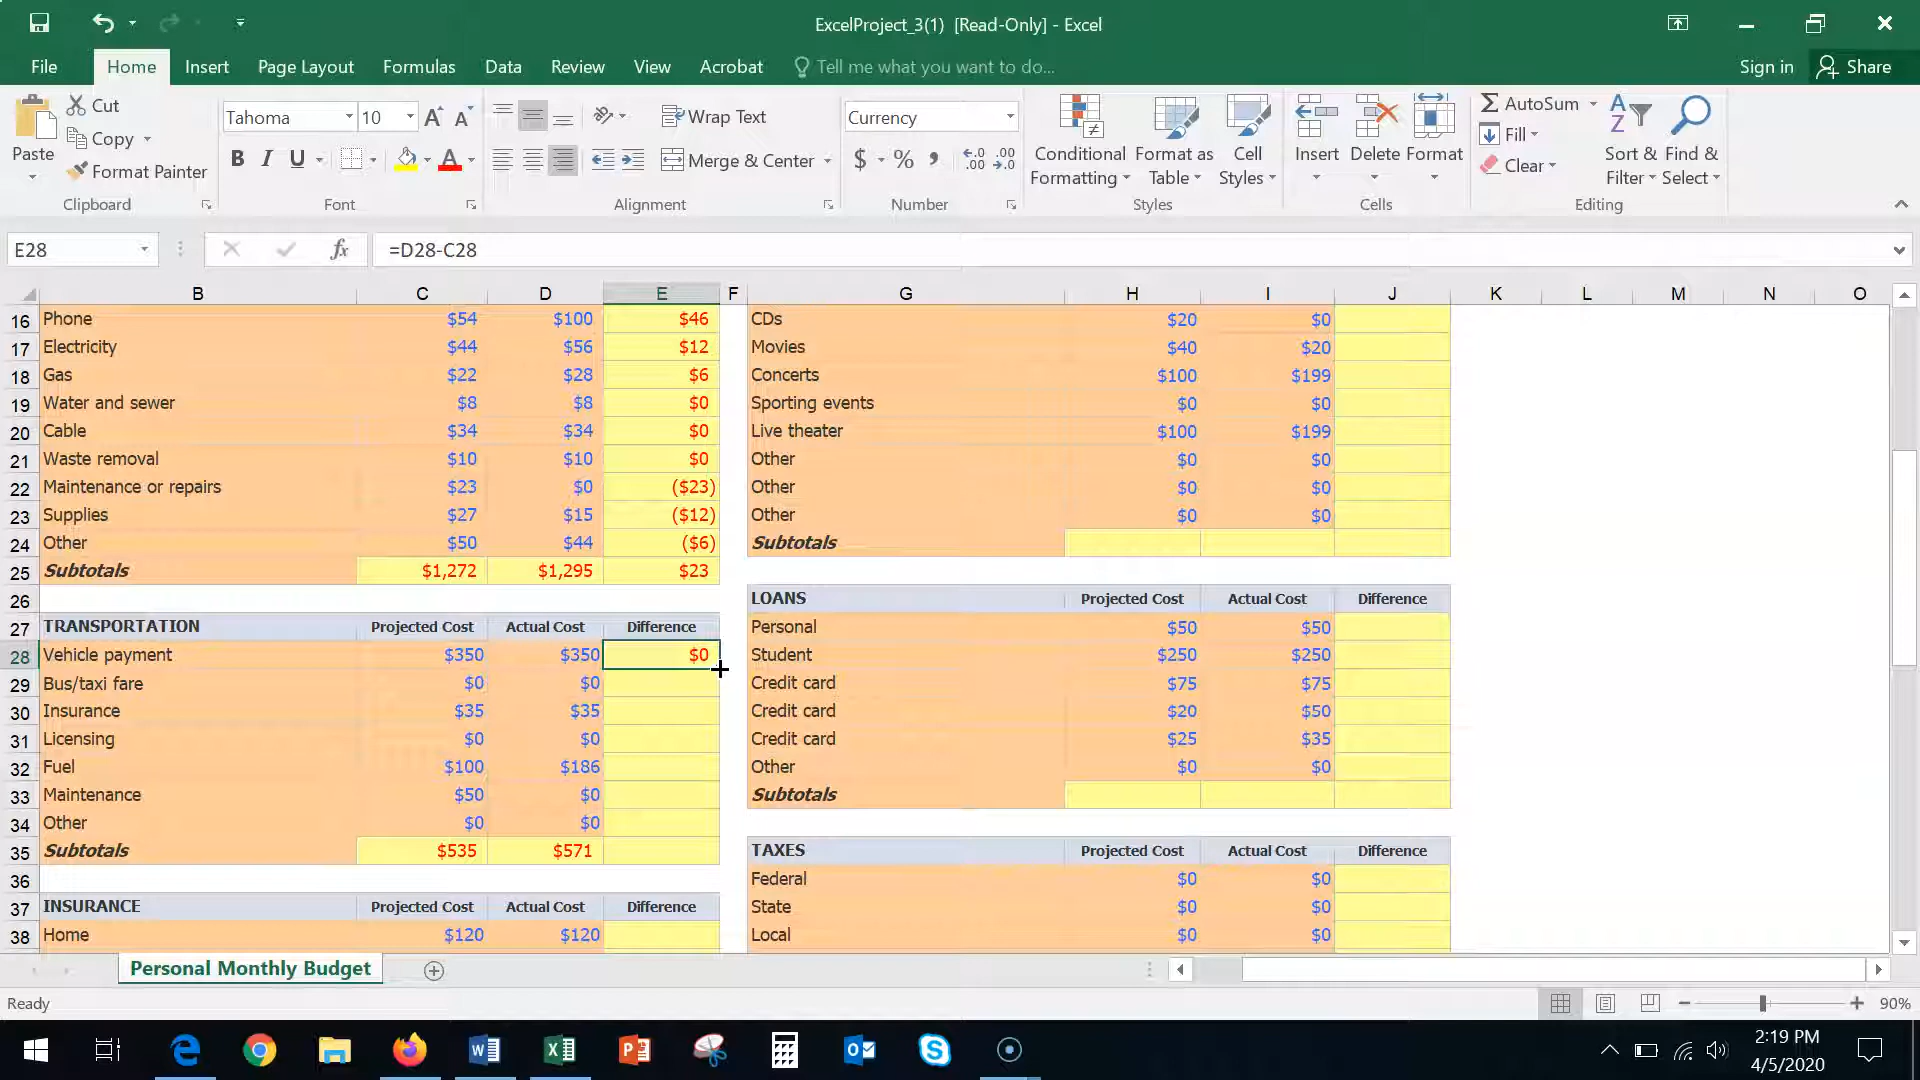 ExcelProject_3(1) [Read-Only] - Excel
File Home Insert Page Layout Formulas Data Review View Acrobat Tell me what you want to do... Sign in Share
Paste
Cut
Copy
Format Painter
Clipboard
Tahoma 10
B I U
Font
Wrap Text
Merge & Center
Alignment
Currency
$ % , .00 .00
Number
Conditional Formatting
Format as Table
Cell Styles
Styles
Insert Delete Format
Cells
AutoSum
Fill
Clear
Sort & Filter
Find & Select
Editing
E28 fx =D28-C28
B C D E F G H I J K L M N O
16 Phone $54 $100 $46 CDs $20 $0
17 Electricity $44 $56 $12 Movies $40 $20
18 Gas $22 $28 $6 Concerts $100 $199
19 Water and sewer $8 $8 $0 Sporting events $0 $0
20 Cable $34 $34 $0 Live theater $100 $199
21 Waste removal $10 $10 $0 Other $0 $0
22 Maintenance or repairs $23 $0 ($23) Other $0 $0
23 Supplies $27 $15 ($12) Other $0 $0
24 Other $50 $44 ($6) Subtotals
25 Subtotals $1,272 $1,295 $23
26 LOANS Projected Cost Actual Cost Difference
27 TRANSPORTATION Projected Cost Actual Cost Difference Personal $50 $50
28 Vehicle payment $350 $350 $0 Student $250 $250
29 Bus/taxi fare $0 $0 Credit card $75 $75
30 Insurance $35 $35 Credit card $20 $50
31 Licensing $0 $0 Credit card $25 $35
32 Fuel $100 $186 Other $0 $0
33 Maintenance $50 $0 Subtotals
34 Other $0 $0
35 Subtotals $535 $571 TAXES Projected Cost Actual Cost Difference
36 Federal $0 $0
37 INSURANCE Projected Cost Actual Cost Difference State $0 $0
38 Home $120 $120 Local $0 $0
Personal Monthly Budget
Ready 90%
2:19 PM
4/5/2020